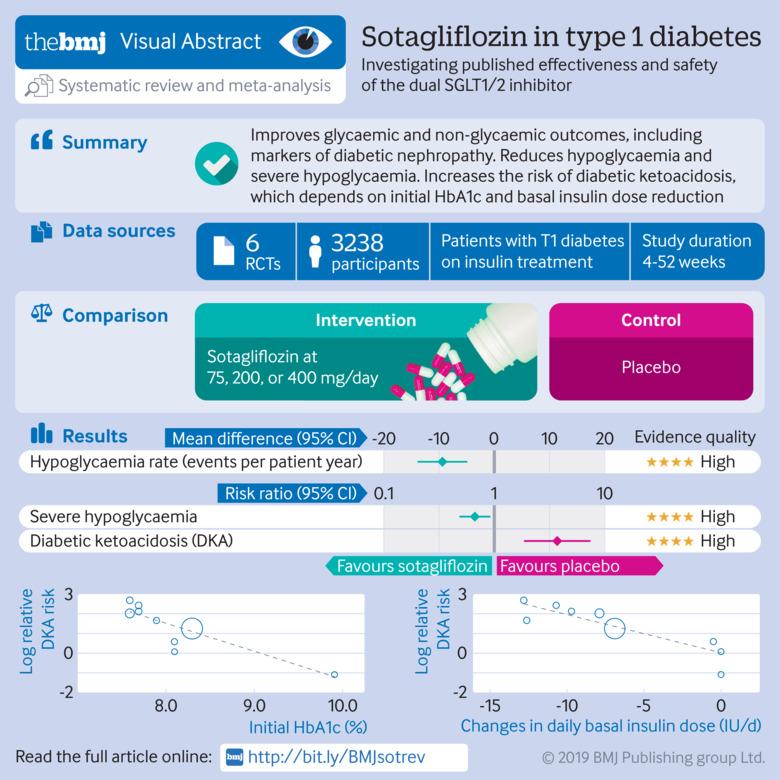 thebmj Visual Abstract
Systematic review and meta-analysis
Sotagliflozin in type 1 diabetes
Investigating published effectiveness and safety
of the dual SGLT1/2 inhibitor
Summary
Improves glycaemic and non-glycaemic outcomes, including
markers of diabetic nephropathy. Reduces hypoglycaemia and
severe hypoglycaemia. Increases the risk of diabetic ketoacidosis,
which depends on initial HbA1c and basal insulin dose reduction
Data sources
6
RCTs
3238
participants
Patients with T1 diabetes
on insulin treatment
Study duration
4-52 weeks
Comparison
Intervention
Sotagliflozin at
75, 200, or 400 mg/day
Control
Placebo
Results
Mean difference (95% CI) -20 -10 0 10 20 Evidence quality
Hypoglycaemia rate (events per patient year) High
Risk ratio (95% CI) 0.1 1 10
Severe hypoglycaemia High
Diabetic ketoacidosis (DKA) High
Favours sotagliflozin Favours placebo
Log relative
DKA risk
3
0
-2
8.0 9.0 10.0
Initial HbA1c (%)
Log relative
DKA risk
3
0
-2
-15 -10 -5 0
Changes in daily basal insulin dose (IU/d)
Read the full article online: bmj http://bit.ly/BMJsotrev
© 2019 BMJ Publishing group Ltd.